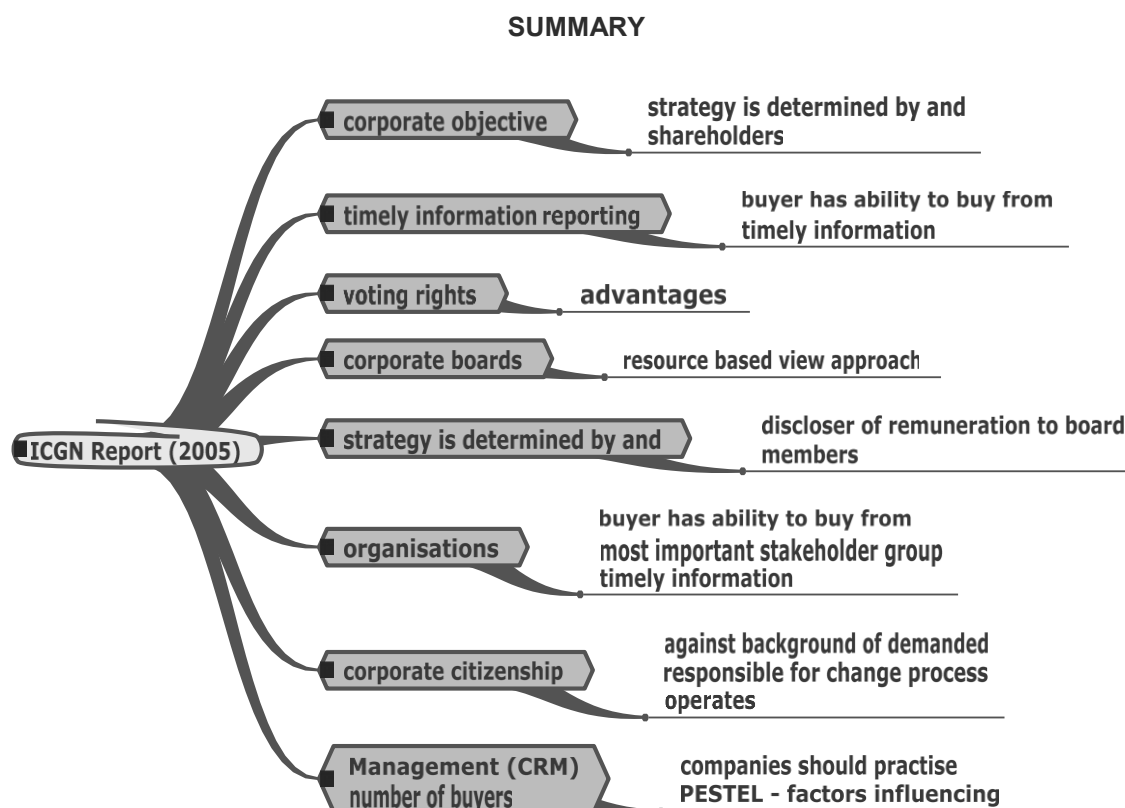 SUMMARY
corporate objective
strategy is determined by and
shareholders
timely information reporting
buyer has ability to buy from
timely information
voting rights
advantages
corporate boards
resource based view approach
ICGN Report (2005)
strategy is determined by and
discloser of remuneration to board
members
organisations
buyer has ability to buy from
most important stakeholder group
timely information
corporate citizenship
against background of demanded
responsible for change process
operates
Management (CRM)
number of buyers
companies should practise
PESTEL - factors influencing